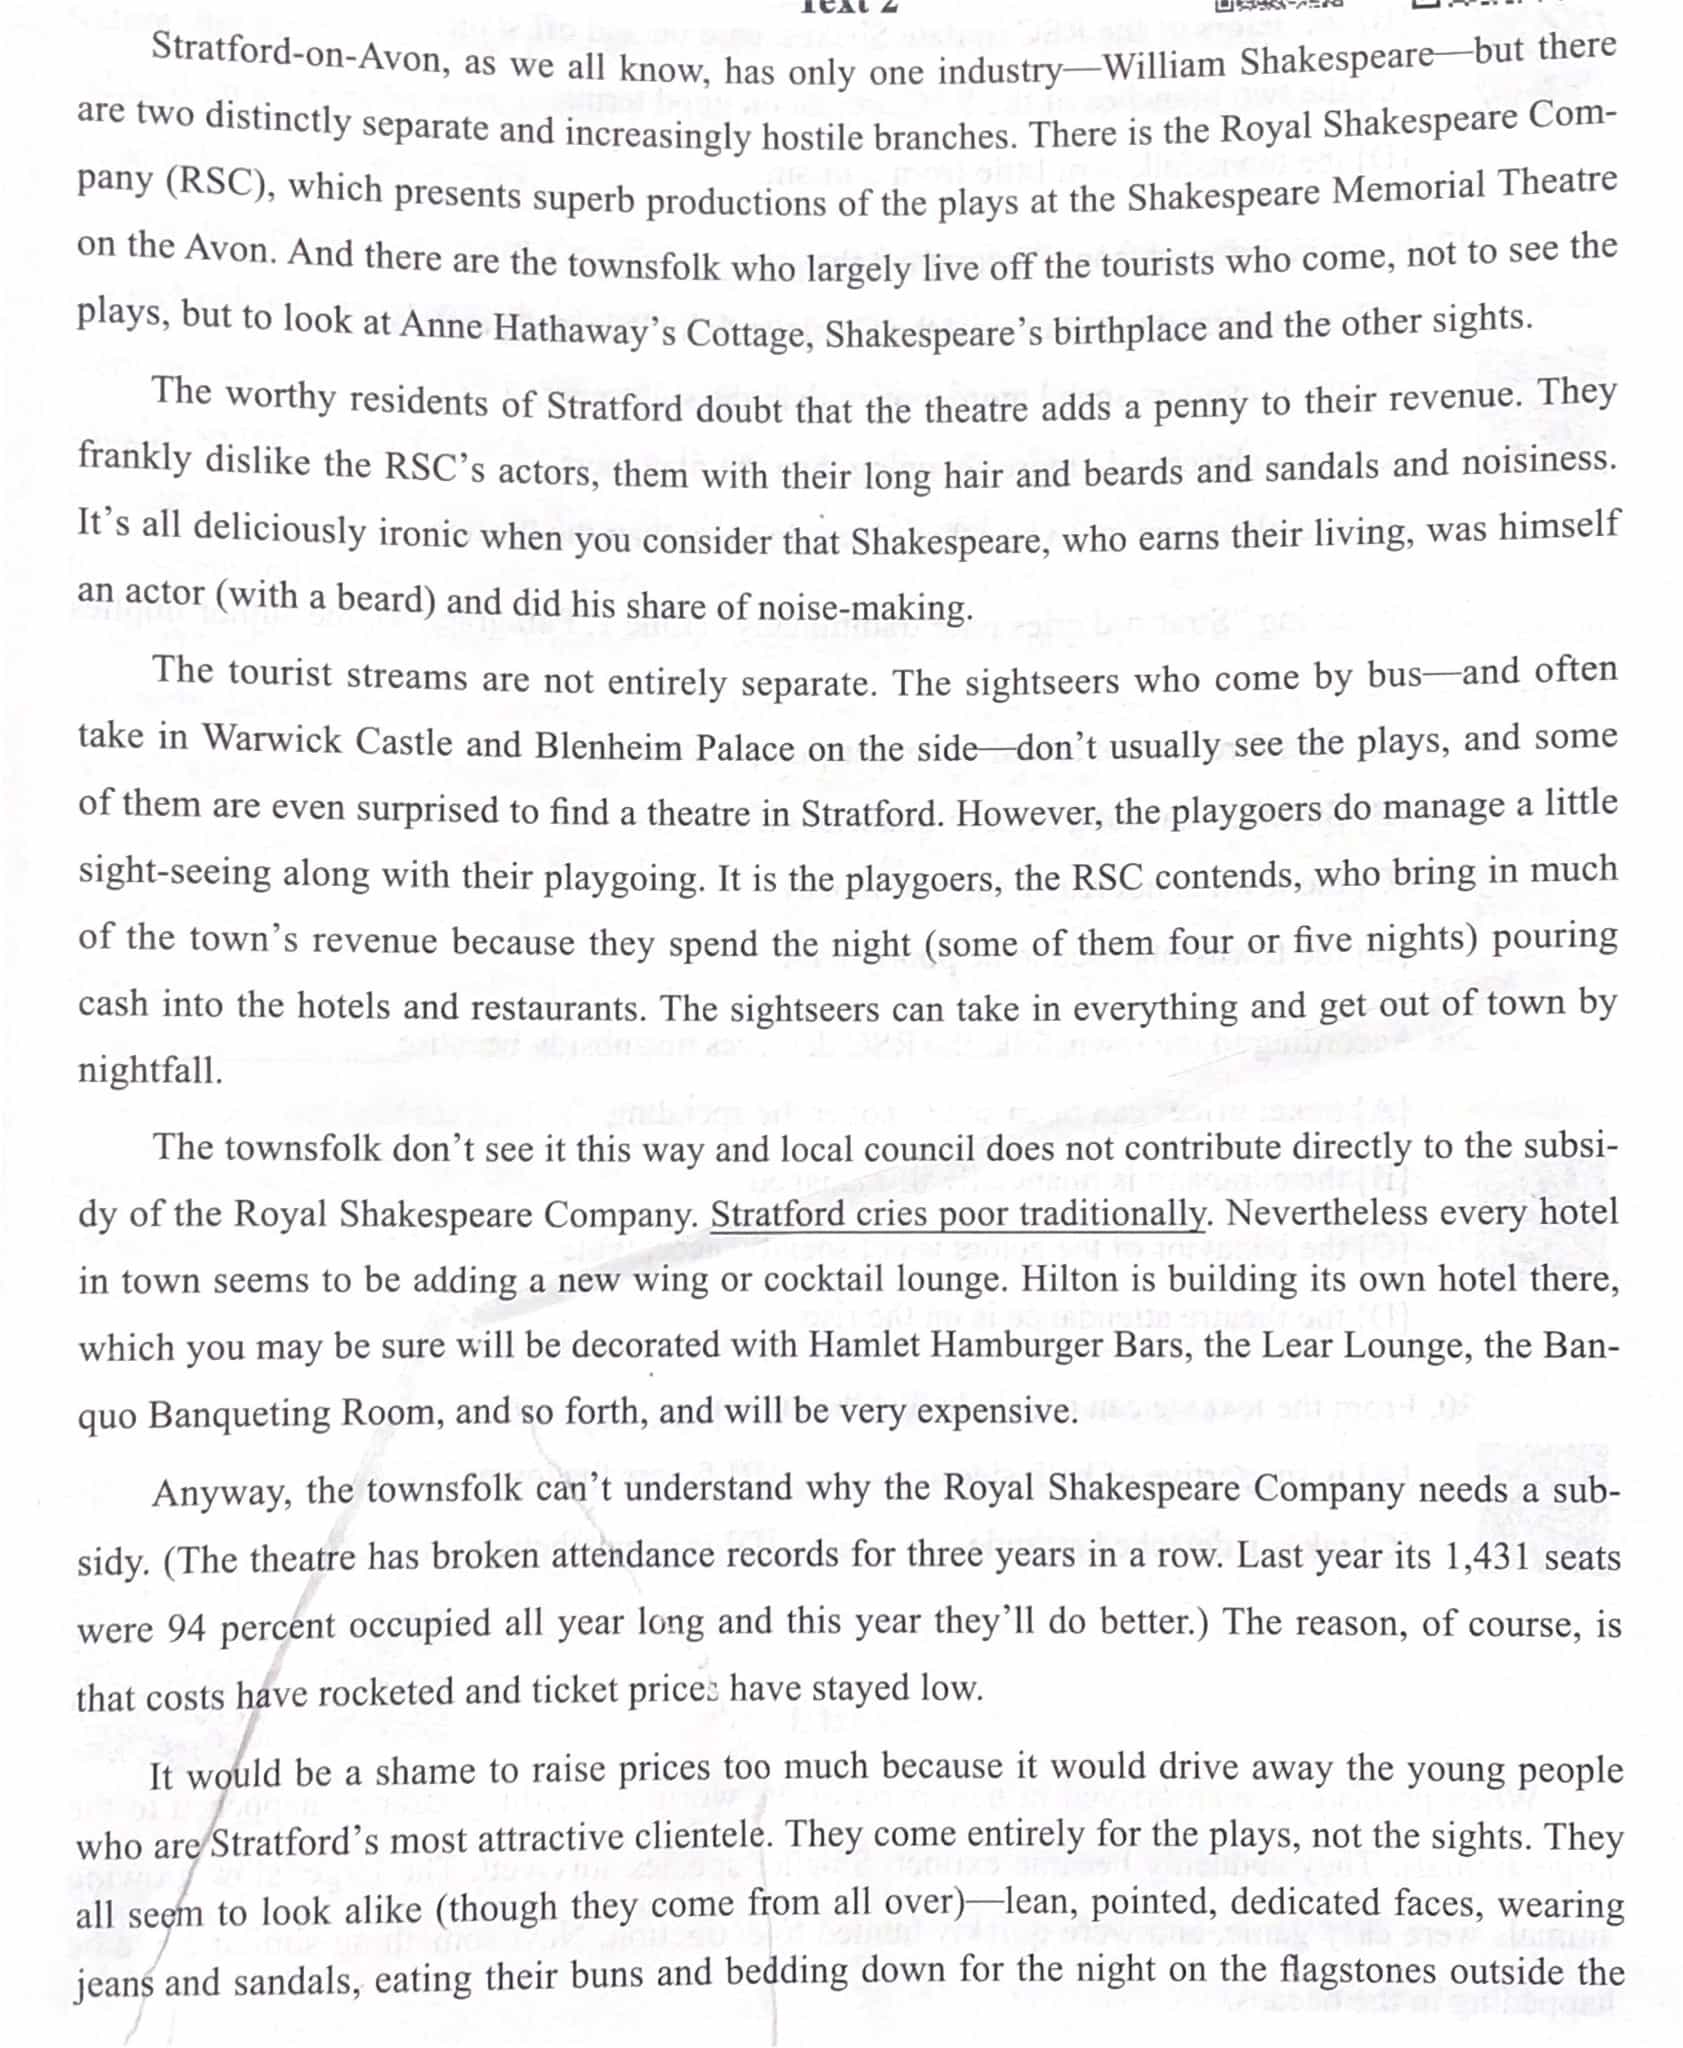 Text 2
Stratford-on-Avon, as we all know, has only one industry—William Shakespeare—but there
are two distinctly separate and increasingly hostile branches. There is the Royal Shakespeare Com-
pany (RSC), which presents superb productions of the plays at the Shakespeare Memorial Theatre
on the Avon. And there are the townsfolk who largely live off the tourists who come, not to see the
plays, but to look at Anne Hathaway's Cottage, Shakespeare's birthplace and the other sights.
The worthy residents of Stratford doubt that the theatre adds a penny to their revenue. They
frankly dislike the RSC's actors, them with their long hair and beards and sandals and noisiness.
It's all deliciously ironic when you consider that Shakespeare, who earns their living, was himself
an actor (with a beard) and did his share of noise-making.
The tourist streams are not entirely separate. The sightseers who come by bus—and often
take in Warwick Castle and Blenheim Palace on the side—don't usually see the plays, and some
of them are even surprised to find a theatre in Stratford. However, the playgoers do manage a little
sight-seeing along with their playgoing. It is the playgoers, the RSC contends, who bring in much
of the town's revenue because they spend the night (some of them four or five nights) pouring
cash into the hotels and restaurants. The sightseers can take in everything and get out of town by
nightfall.
The townsfolk don't see it this way and local council does not contribute directly to the subsi-
dy of the Royal Shakespeare Company. Stratford cries poor traditionally. Nevertheless every hotel
in town seems to be adding a new wing or cocktail lounge. Hilton is building its own hotel there,
which you may be sure will be decorated with Hamlet Hamburger Bars, the Lear Lounge, the Ban-
quo Banqueting Room, and so forth, and will be very expensive.
Anyway, the townsfolk can't understand why the Royal Shakespeare Company needs a sub-
sidy. (The theatre has broken attendance records for three years in a row. Last year its 1,431 seats
were 94 percent occupied all year long and this year they'll do better.) The reason, of course, is
that costs have rocketed and ticket prices have stayed low.
It would be a shame to raise prices too much because it would drive away the young people
who are Stratford's most attractive clientele. They come entirely for the plays, not the sights. They
all seem to look alike (though they come from all over)—lean, pointed, dedicated faces, wearing
jeans and sandals, eating their buns and bedding down for the night on the flagstones outside the